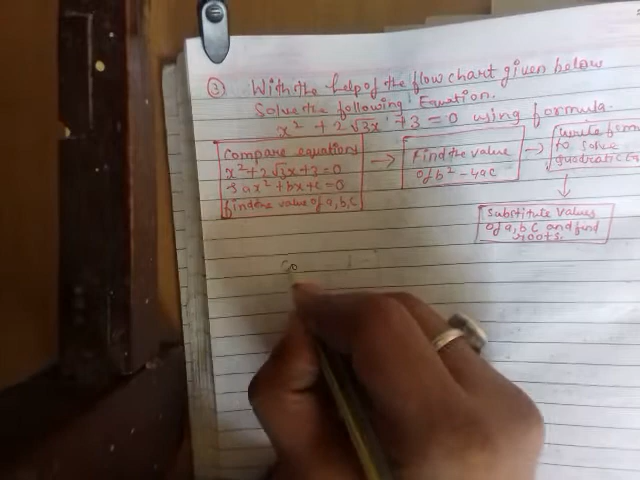 ③ With the help of the flow chart given below
Solve the following Equation.
x² + 2√3x + 3 = 0 using formula.
Compare equations
x² + 2√3x + 3 = 0
& ax² + bx + c = 0
find the value of a, b, c
→ Find the value
of b² - 4ac
→ write
to solve
quadratic
↓
Substitute values
of a, b, c and find
roots.